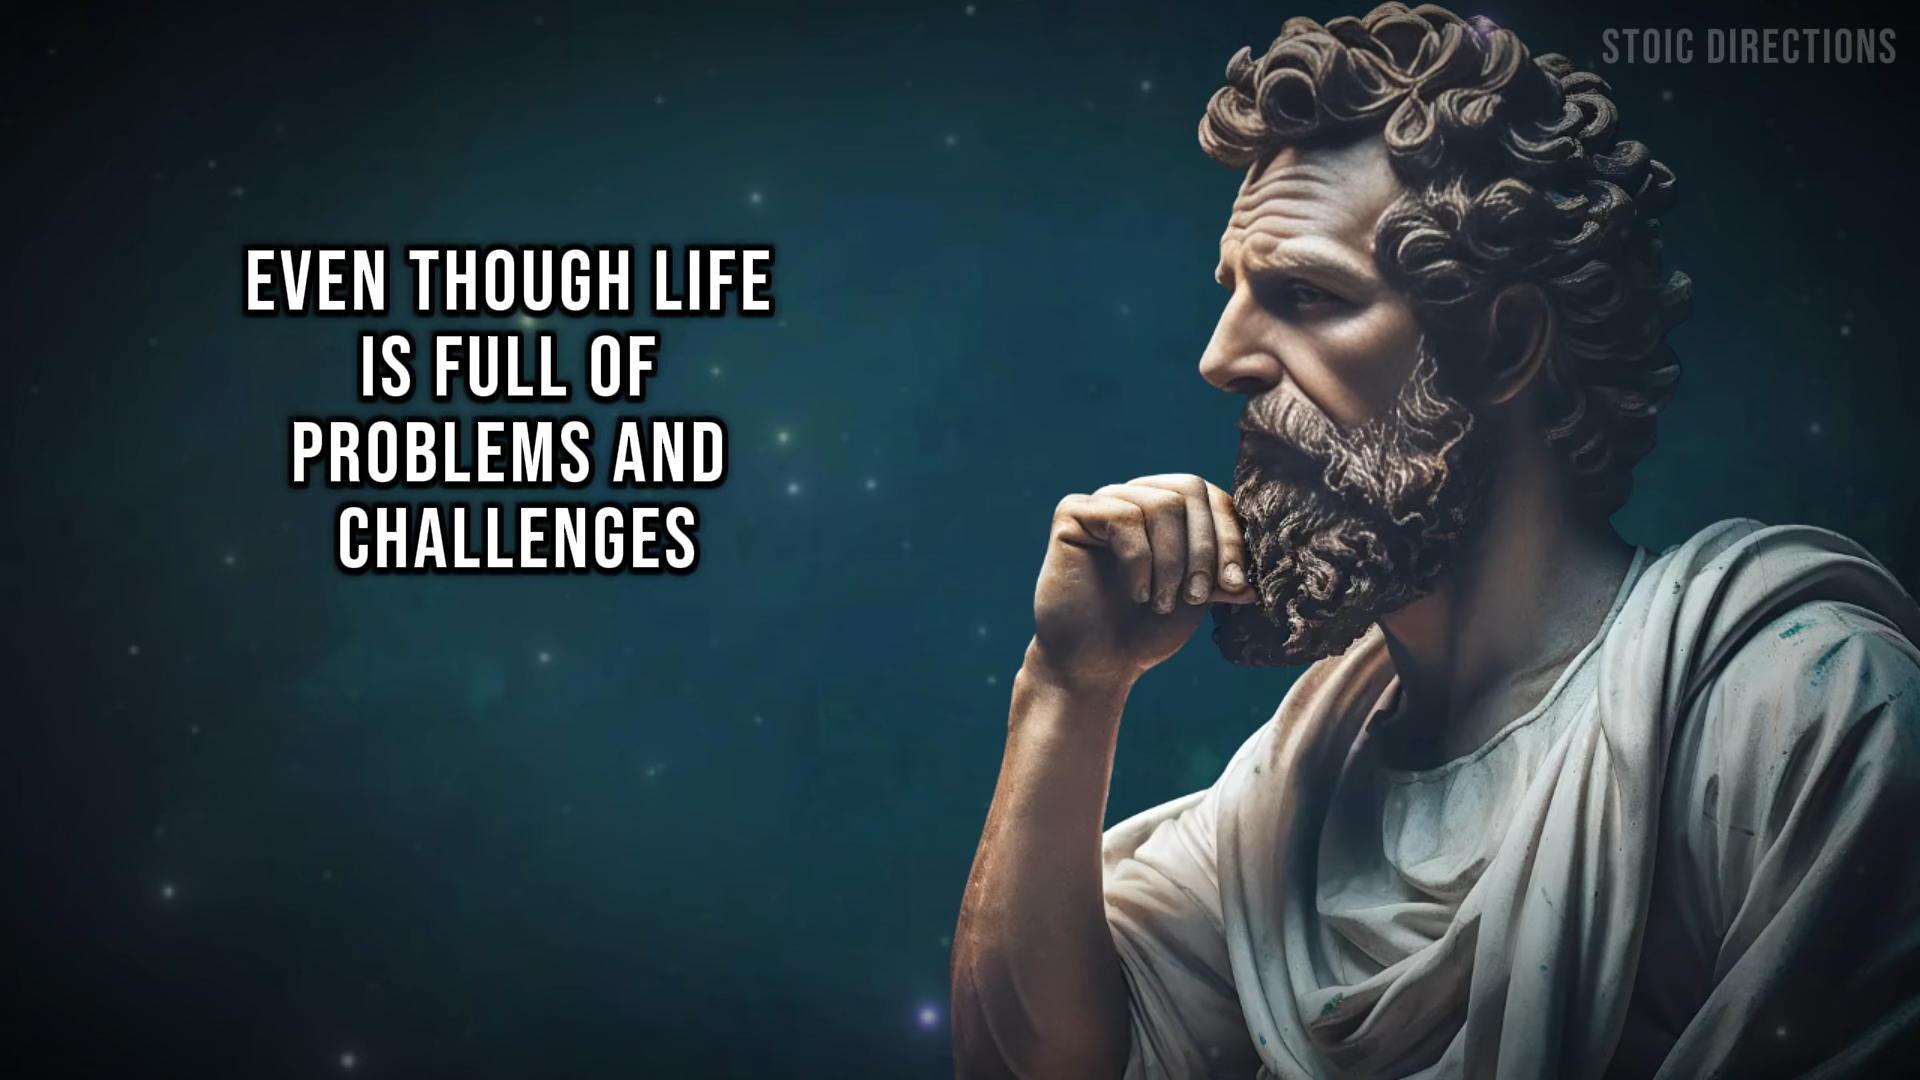 STOIC DIRECTIONS
EVEN THOUGH LIFE
IS FULL OF
PROBLEMS AND
CHALLENGES